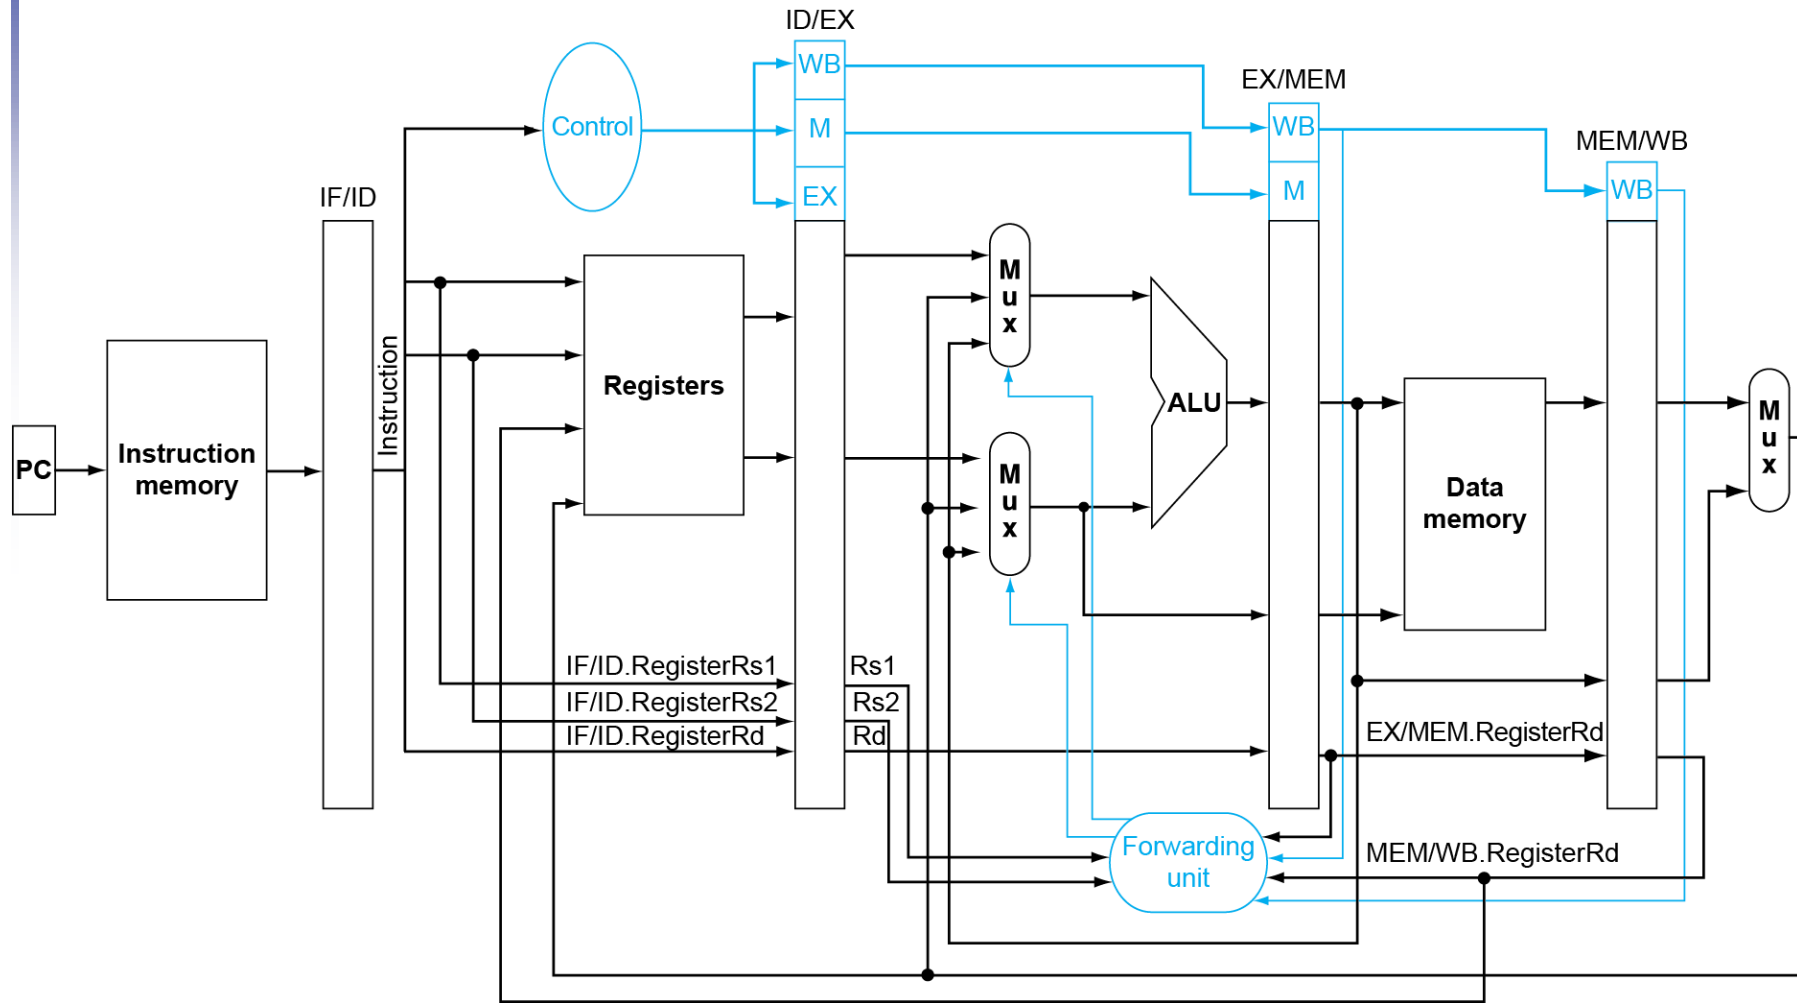 ID/EX
WB
EX/MEM
Control
M
WB
MEM/WB
IF/ID
EX
M
WB
M
u
x
Instruction
Registers
ALU
M
u
x
PC
Instruction
memory
M
u
x
Data
memory
IF/ID.RegisterRs1
Rs1
IF/ID.RegisterRs2
Rs2
IF/ID.RegisterRd
Rd
EX/MEM.RegisterRd
Forwarding
unit
MEM/WB.RegisterRd